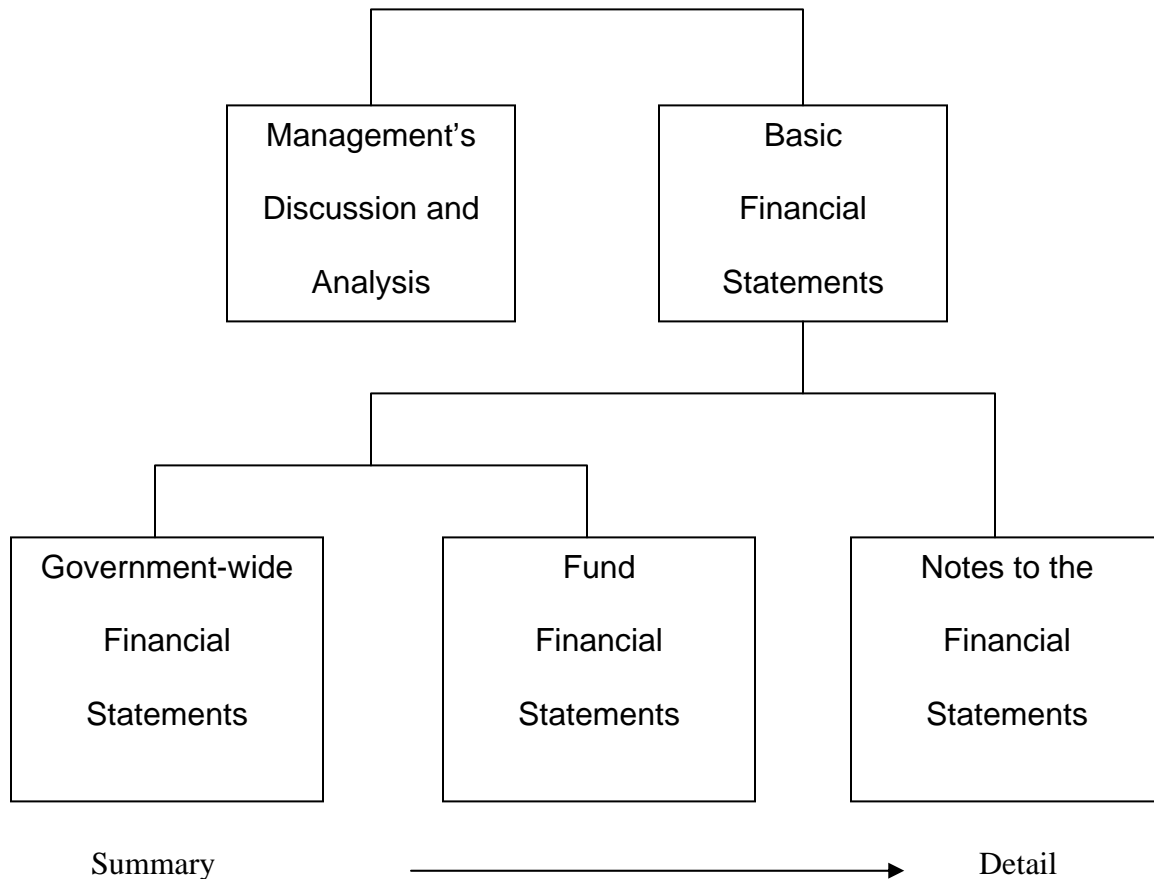 Management’s
Discussion and
Analysis
Basic
Financial
Statements
Government-wide
Financial
Statements
Fund
Financial
Statements
Notes to the
Financial
Statements
Summary
Detail